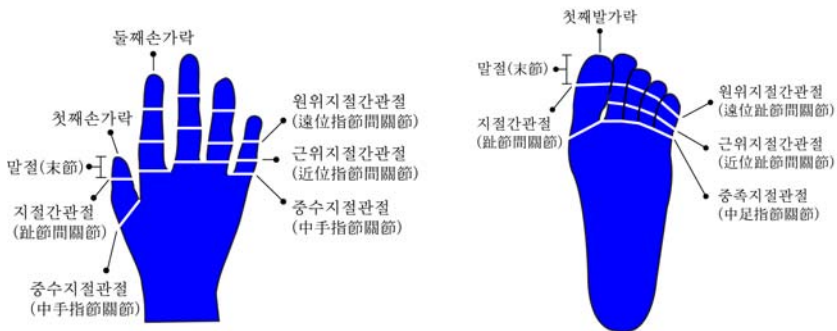 둘째손가락
첫째손가락
말절(末節)
지절간관절
(趾節間關節)
중수지절관절
(中手指節關節)
원위지절간관절
(遠位指節間關節)
근위지절간관절
(近位指節間關節)
중수지절관절
(中手指節關節)
첫째발가락
말절(末節)
지절간관절
(趾節間關節)
원위지절간관절
(遠位趾節間關節)
근위지절간관절
(近位趾節間關節)
중족지절관절
(中足指節關節)